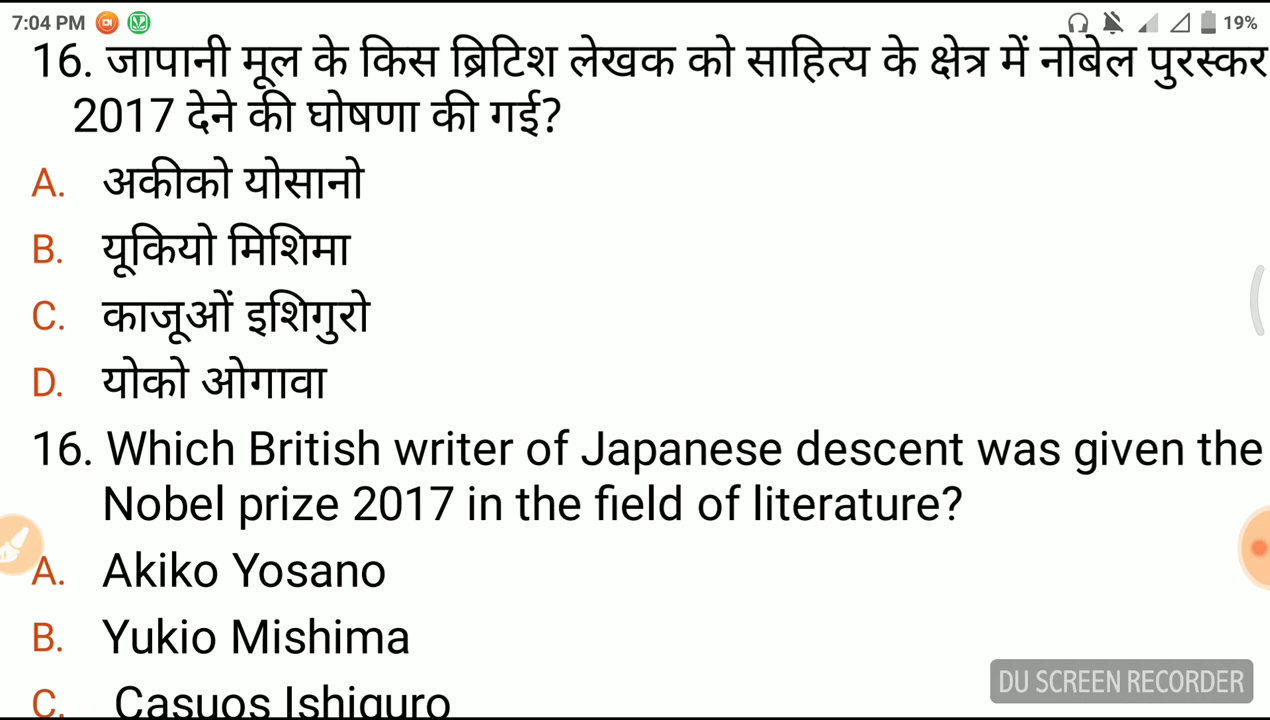 7:04 PM 19%
16. जापानी मूल के किस ब्रिटिश लेखक को साहित्य के क्षेत्र में नोबेल पुरस्कर
2017 देने की घोषणा की गई?
A. अकीको योसानो
B. यूकियो मिशिमा
C. काजूओं इशिगुरो
D. योको ओगावा
16. Which British writer of Japanese descent was given the
Nobel prize 2017 in the field of literature?
A. Akiko Yosano
B. Yukio Mishima
C. Casuos Ishiguro
DU SCREEN RECORDER